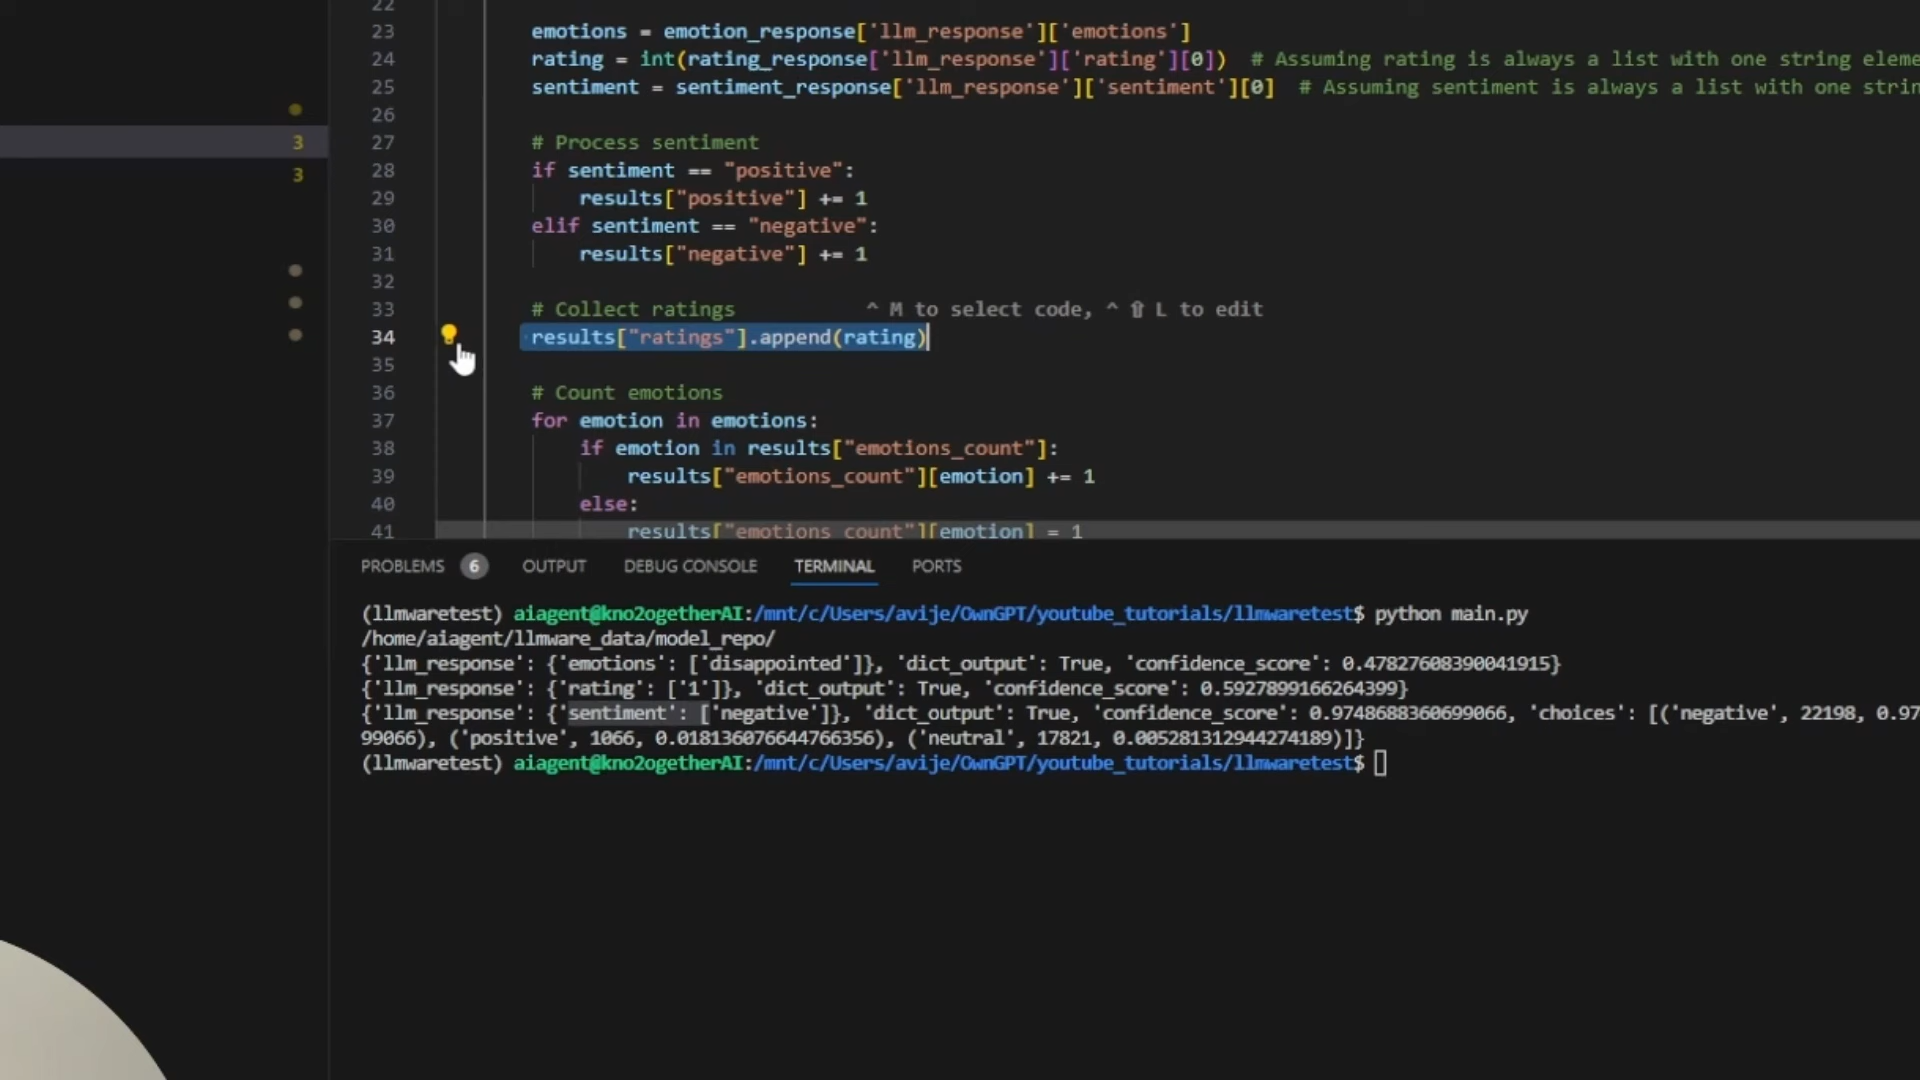 22
23 emotions = emotion_response['llm_response']['emotions']
24 rating = int(rating_response['llm_response']['rating'][0]) # Assuming rating is always a list with one string eleme
25 sentiment = sentiment_response['llm_response']['sentiment'][0] # Assuming sentiment is always a list with one strin
26
27 # Process sentiment
3
28 if sentiment == "positive":
3
29 results["positive"] += 1
30 elif sentiment == "negative":
31 results["negative"] += 1
32
33 # Collect ratings ^ M to select code, ^ ⇧ L to edit
34 results["ratings"].append(rating)
35
36 # Count emotions
37 for emotion in emotions:
38 if emotion in results["emotions_count"]:
39 results["emotions_count"][emotion] += 1
40 else:
41 results["emotions_count"][emotion] = 1
PROBLEMS 6 OUTPUT DEBUG CONSOLE TERMINAL PORTS
(llmwaretest) aiagent@kno2ogetherAI:/mnt/c/Users/avije/OwnGPT/youtube_tutorials/llmwaretest$ python main.py
/home/aiagent/llmware_data/model_repo/
{'llm_response': {'emotions': ['disappointed']}, 'dict_output': True, 'confidence_score': 0.47827608390041915}
{'llm_response': {'rating': ['1']}, 'dict_output': True, 'confidence_score': 0.5927899166264399}
{'llm_response': {'sentiment': ['negative']}, 'dict_output': True, 'confidence_score': 0.9748688360699066, 'choices': [('negative', 22198, 0.97
99066), ('positive', 1066, 0.018136076644766356), ('neutral', 17821, 0.005281312944274189)]}
(llmwaretest) aiagent@kno2ogetherAI:/mnt/c/Users/avije/OwnGPT/youtube_tutorials/llmwaretest$